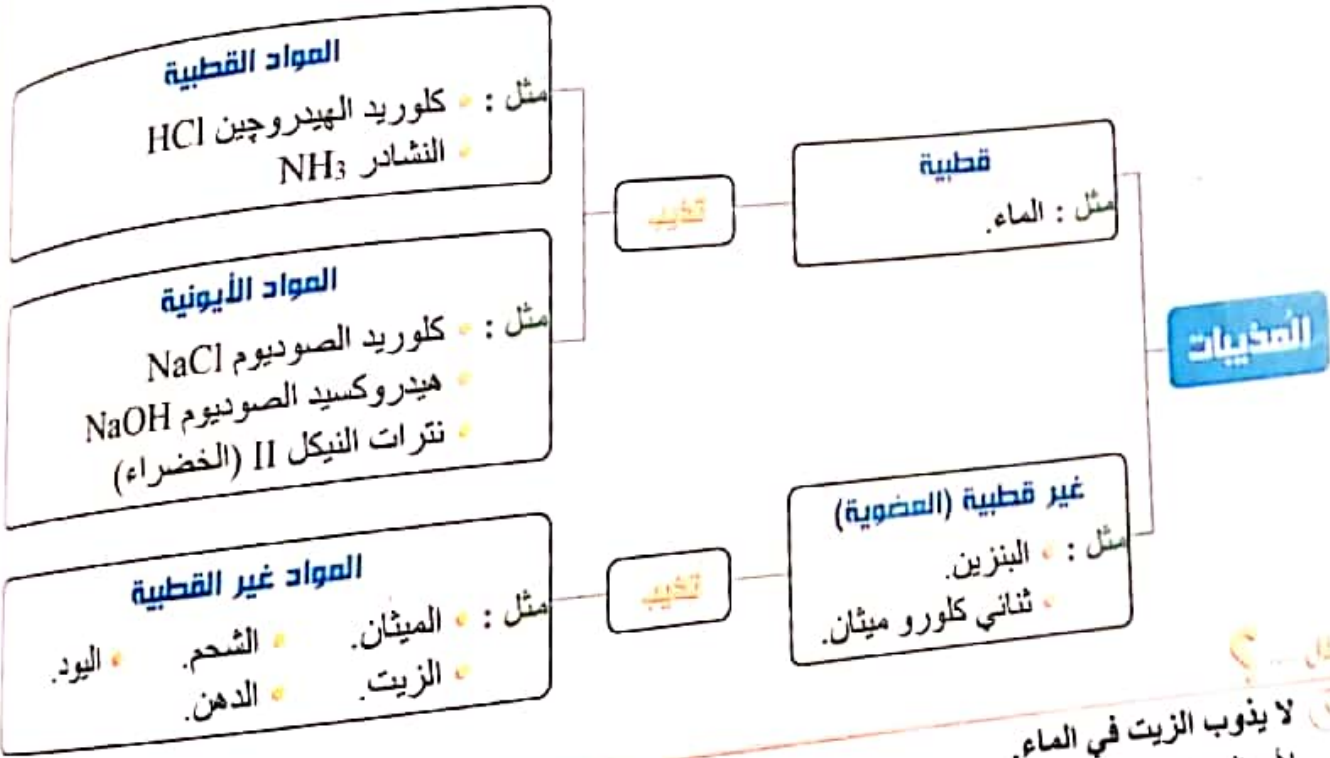 المذيبات
قطبية
مثل : الماء.
تذيب
المواد القطبية
مثل : • كلوريد الهيدروچين HCl
• النشادر NH₃
المواد الأيونية
مثل : • كلوريد الصوديوم NaCl
• هيدروكسيد الصوديوم NaOH
• نترات النيكل II (الخضراء)
غير قطبية (العضوية)
مثل : • البنزين.
• ثنائي كلورو ميثان.
تذيب
المواد غير القطبية
مثل : • الميثان. • الشحم. • اليود.
• الزيت. • الدهن.
لا يذوب الزيت في الماء.